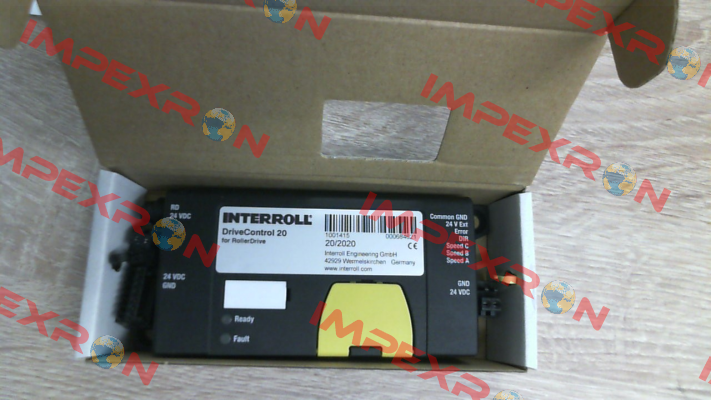 IMPEXRON
IMPEXRON
IMPEXRON
IMPEXRON
IMPEXRON
IMPEXRON
IMPEXRON
IMPEXRON
INTERROLL
DriveControl 20
for RollerDrive
1001415
20/2020
CE
Interroll Engineering GmbH
42929 Wermelskirchen Germany
www.interroll.com
RD
24 VDC
24 VDC
GND
Ready
Fault
Common GND
24 V Ext
Error
DIR
Speed C
Speed B
Speed A
GND
24 VDC